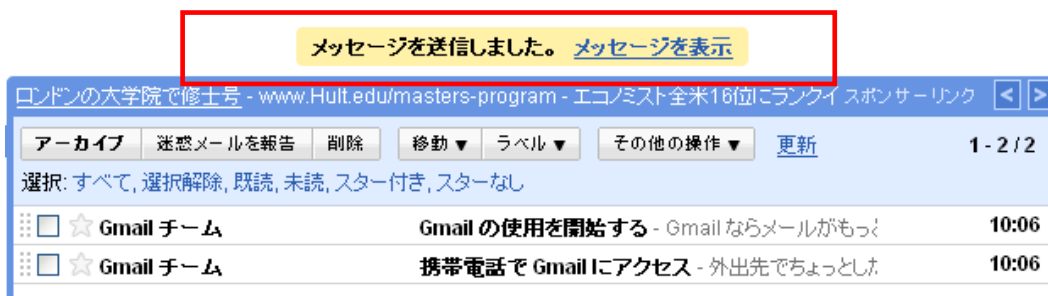 メッセージを送信しました。 メッセージを表示
ロンドンの大学院で修士号 - www.Hult.edu/masters-program - エコノミスト全米16位にランクイ スポンサーリンク < >
アーカイブ 迷惑メールを報告 削除 移動▼ ラベル▼ その他の操作▼ 更新 1 - 2 / 2
選択: すべて, 選択解除, 既読, 未読, スター付き, スターなし
Gmail チーム Gmail の使用を開始する - Gmail ならメールがもっと 10:06
Gmail チーム 携帯電話で Gmail にアクセス - 外出先でちょっとした 10:06